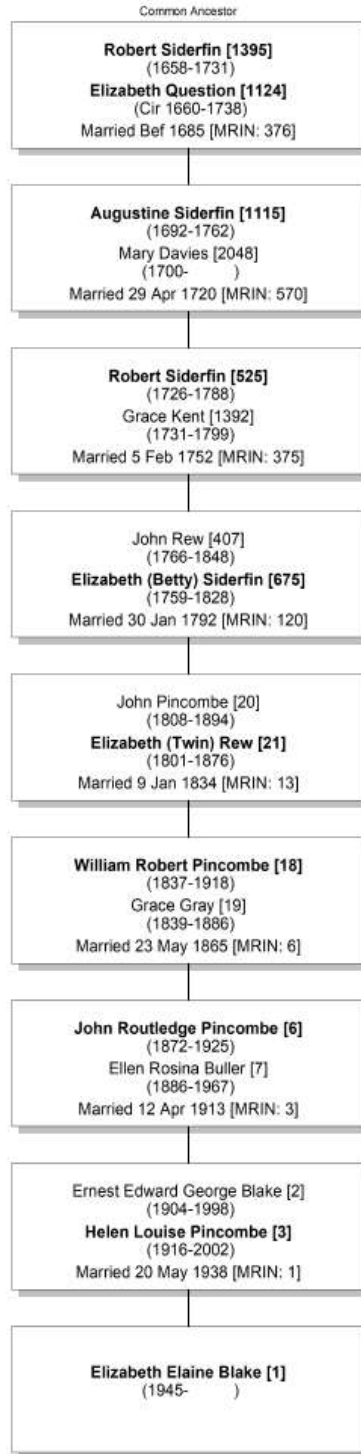 Common Ancestor
Robert Siderfin [1395]
(1658-1731)
Elizabeth Question [1124]
(Cir 1660-1738)
Married Bef 1685 [MRIN: 376]
Augustine Siderfin [1115]
(1692-1762)
Mary Davies [2048]
(1700- )
Married 29 Apr 1720 [MRIN: 570]
Robert Siderfin [525]
(1726-1788)
Grace Kent [1392]
(1731-1799)
Married 5 Feb 1752 [MRIN: 375]
John Rew [407]
(1766-1848)
Elizabeth (Betty) Siderfin [675]
(1759-1828)
Married 30 Jan 1792 [MRIN: 120]
John Pincombe [20]
(1808-1894)
Elizabeth (Twin) Rew [21]
(1801-1876)
Married 9 Jan 1834 [MRIN: 13]
William Robert Pincombe [18]
(1837-1918)
Grace Gray [19]
(1839-1886)
Married 23 May 1865 [MRIN: 6]
John Routledge Pincombe [6]
(1872-1925)
Ellen Rosina Buller [7]
(1886-1967)
Married 12 Apr 1913 [MRIN: 3]
Ernest Edward George Blake [2]
(1904-1998)
Helen Louise Pincombe [3]
(1916-2002)
Married 20 May 1938 [MRIN: 1]
Elizabeth Elaine Blake [1]
(1945- )